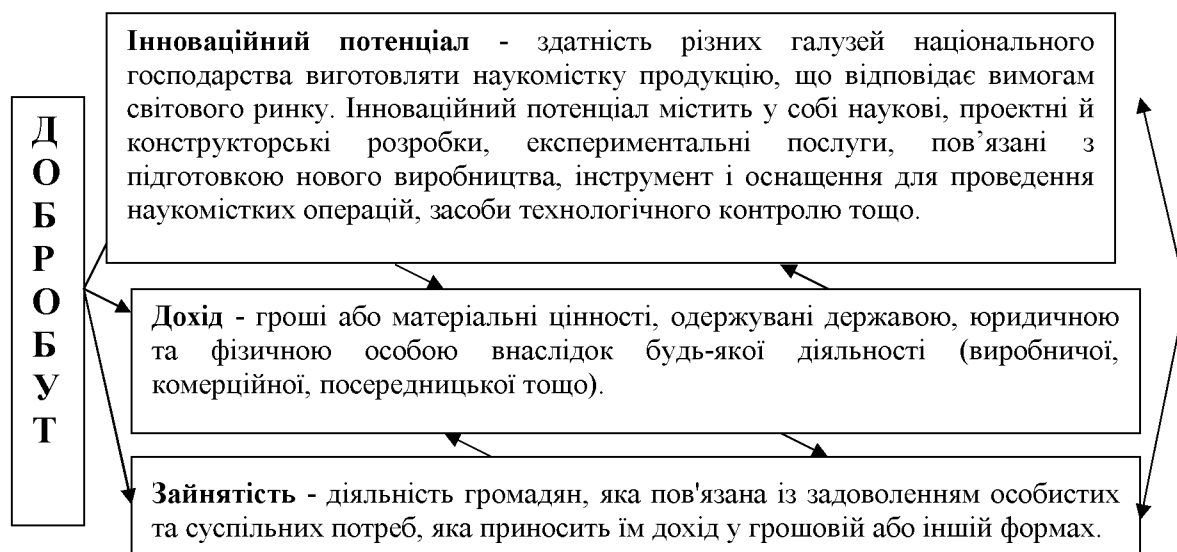 ДОБРОБУТ
Інноваційний потенціал - здатність різних галузей національного
господарства виготовляти наукомістку продукцію, що відповідає вимогам
світового ринку. Інноваційний потенціал містить у собі наукові, проектні й
конструкторські розробки, експериментальні послуги, пов’язані з
підготовкою нового виробництва, інструмент і оснащення для проведення
наукомістких операцій, засоби технологічного контролю тощо.
Дохід - гроші або матеріальні цінності, одержувані державою, юридичною
та фізичною особою внаслідок будь-якої діяльності (виробничої,
комерційної, посередницької тощо).
Зайнятість - діяльність громадян, яка пов'язана із задоволенням особистих
та суспільних потреб, яка приносить їм дохід у грошовій або іншій формах.